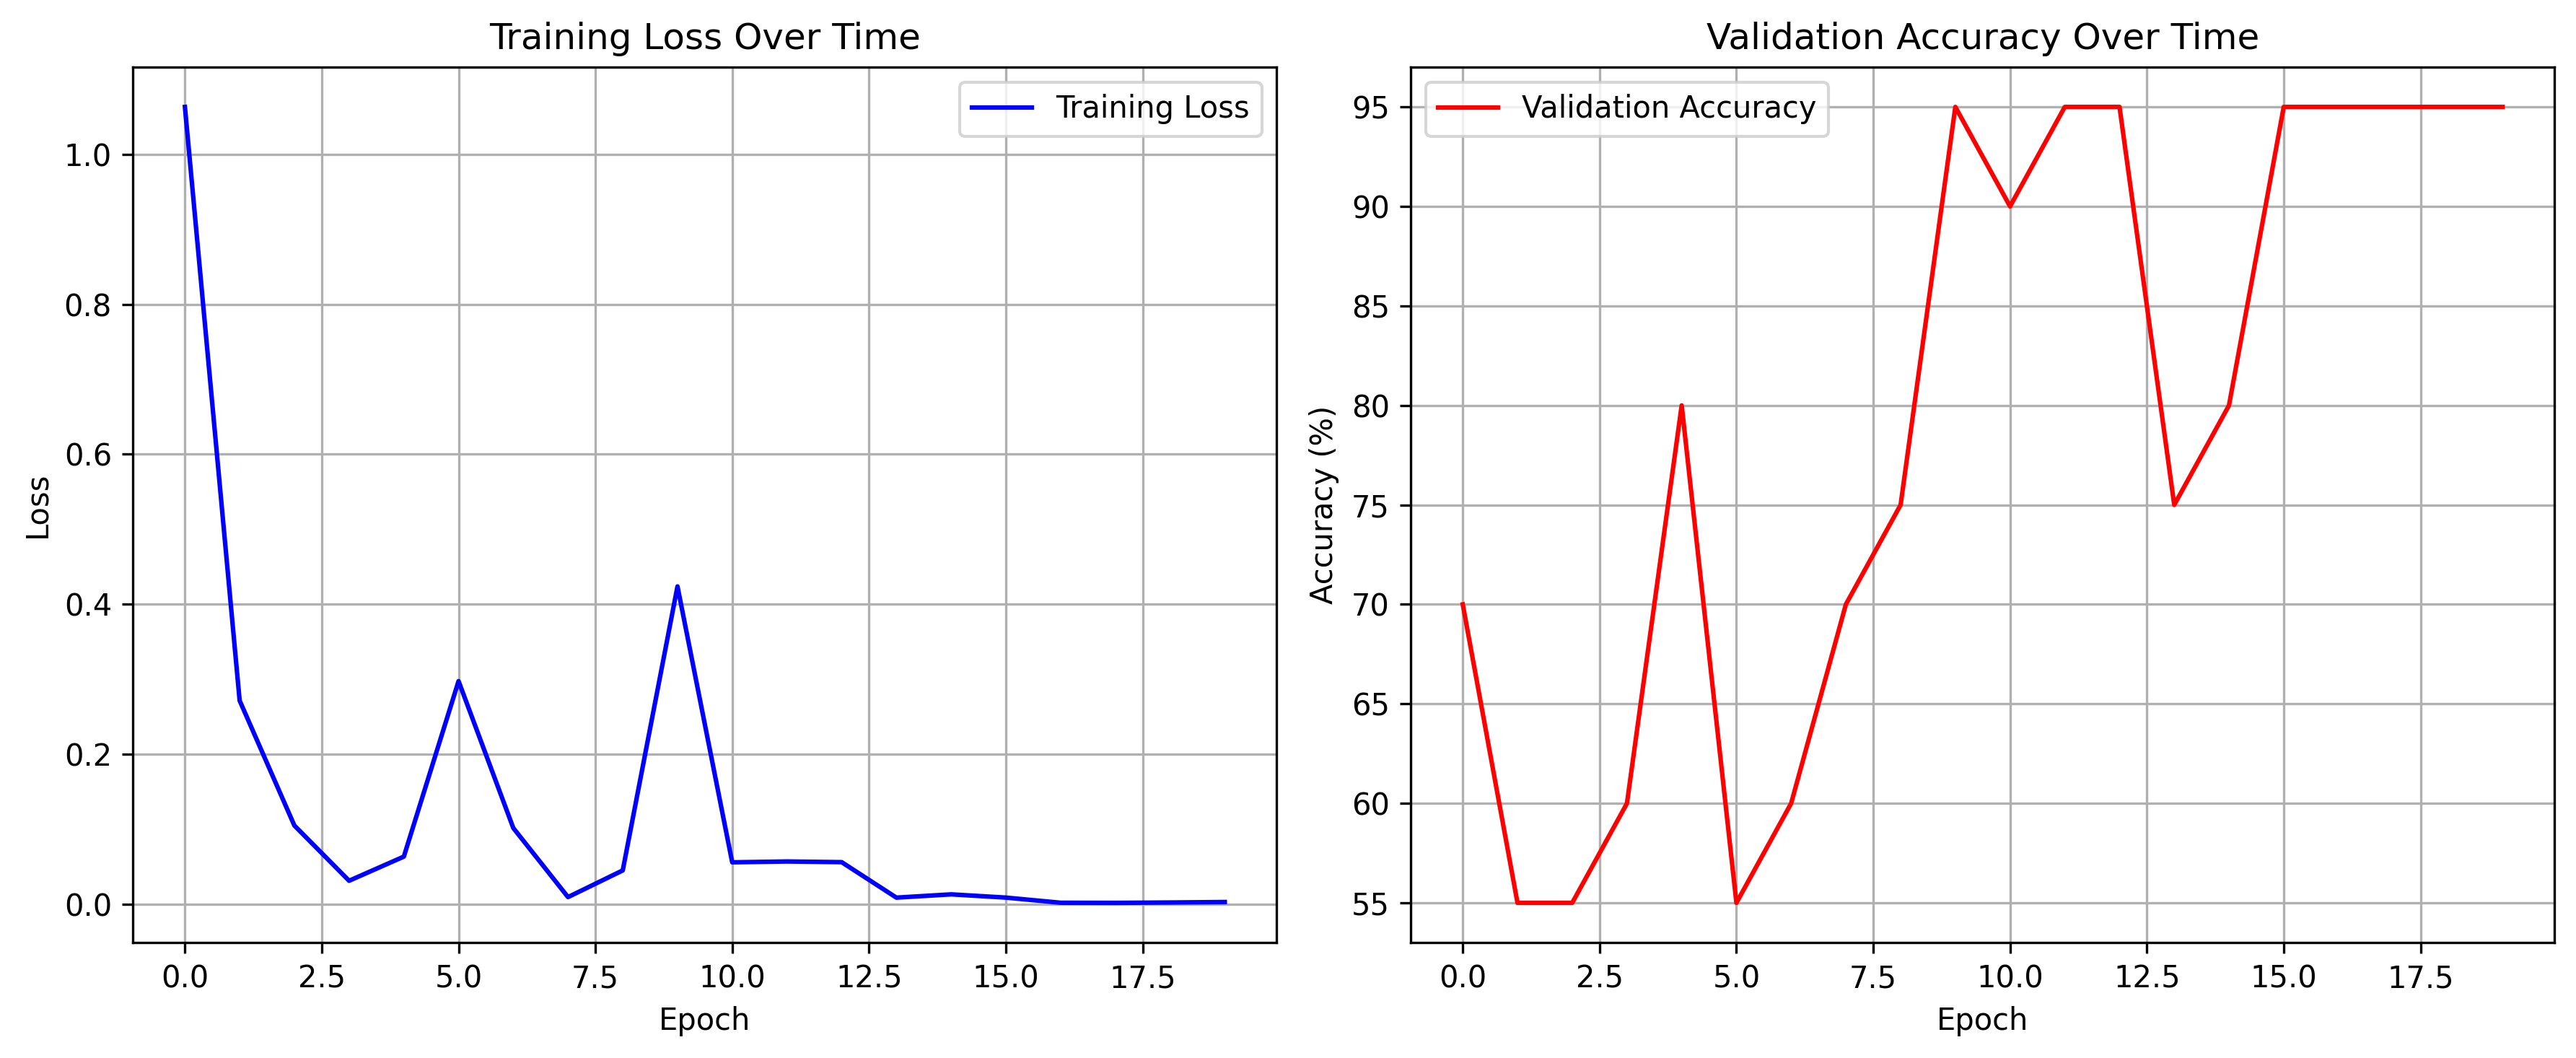 Training Loss Over Time
Training Loss
1.0
0.8
0.6
0.4
0.2
0.0
Loss
0.0 2.5 5.0 7.5 10.0 12.5 15.0 17.5
Epoch
Validation Accuracy Over Time
Validation Accuracy
95
90
85
80
75
70
65
60
55
Accuracy (%)
0.0 2.5 5.0 7.5 10.0 12.5 15.0 17.5
Epoch